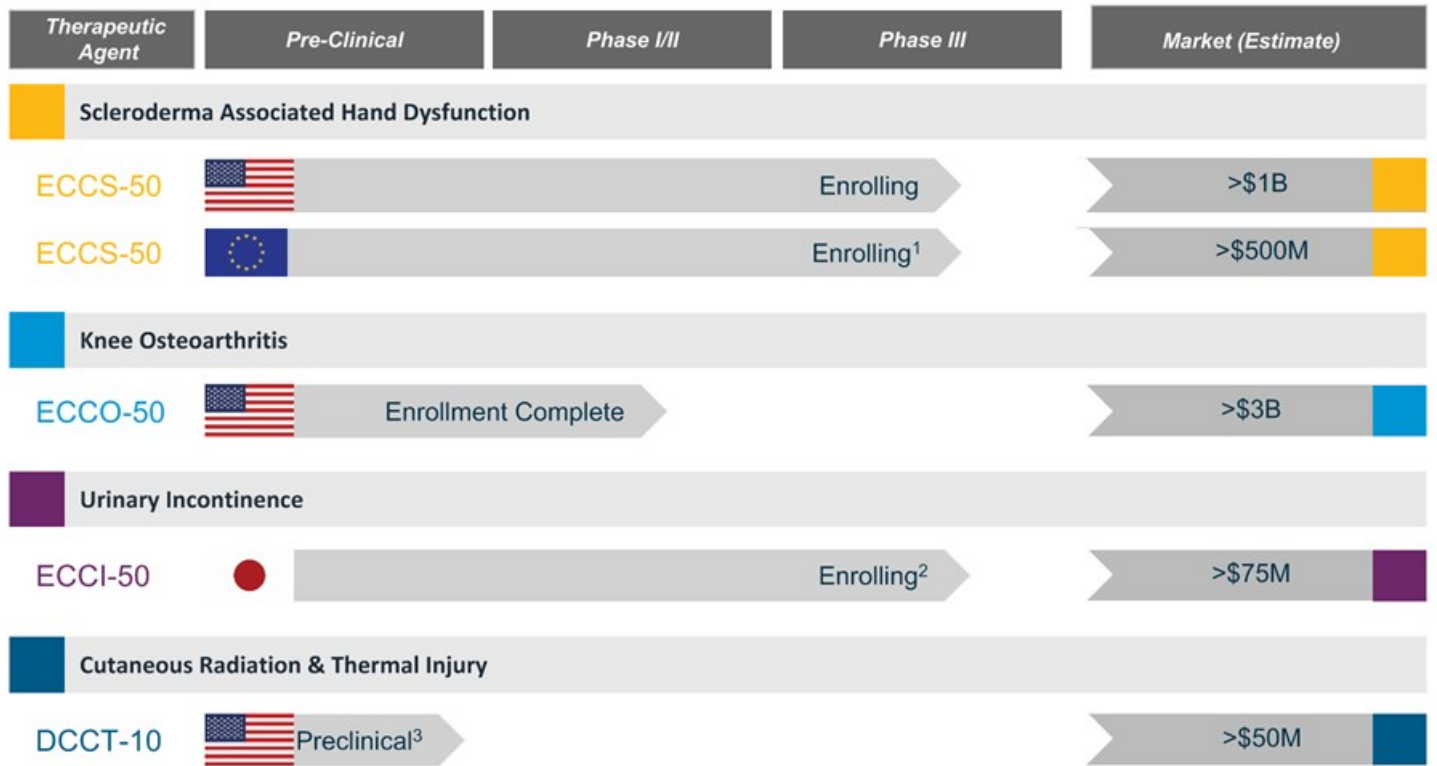 Therapeutic Agent Pre-Clinical Phase I/II Phase III Market (Estimate)
Scleroderma Associated Hand Dysfunction
ECCS-50 Enrolling >$1B
ECCS-50 Enrolling¹ >$500M
Knee Osteoarthritis
ECCO-50 Enrollment Complete >$3B
Urinary Incontinence
ECCI-50 Enrolling² >$75M
Cutaneous Radiation & Thermal Injury
DCCT-10 Preclinical³ >$50M